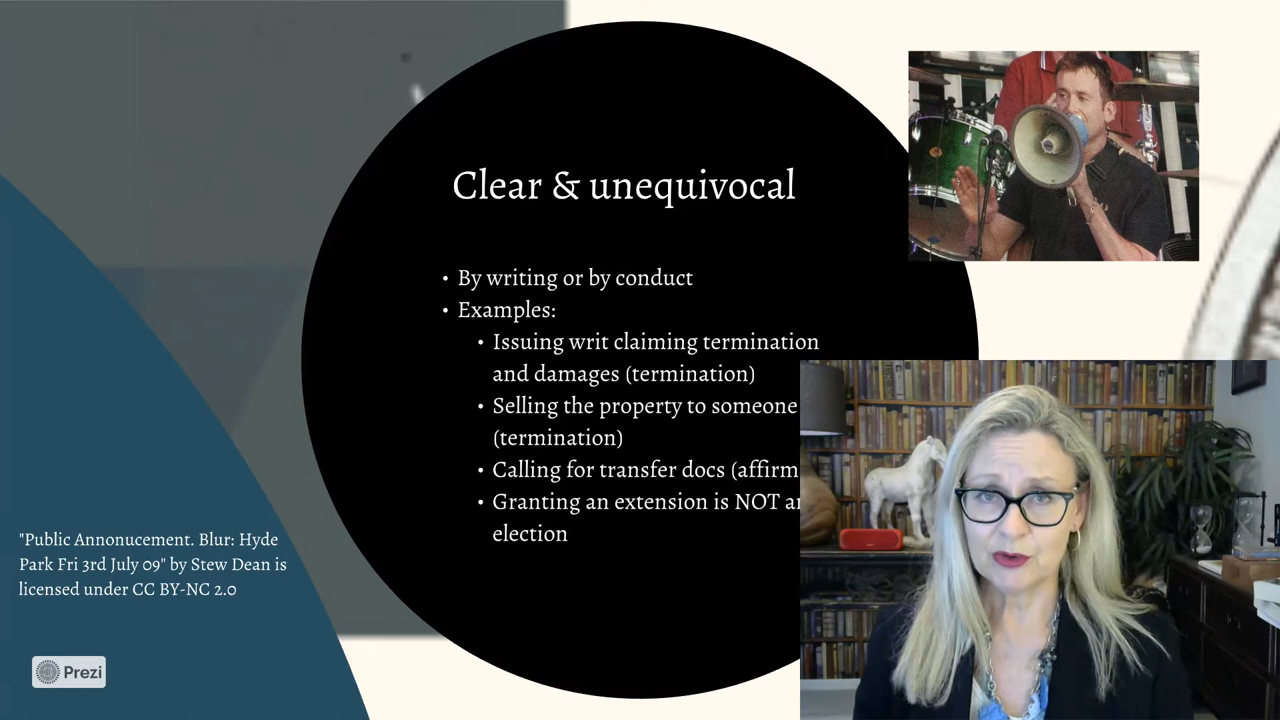 Clear & unequivocal
• By writing or by conduct
• Examples:
• Issuing writ claiming termination
and damages (termination)
• Selling the property to someone
(termination)
• Calling for transfer docs (affirm
• Granting an extension is NOT
election
"Public Annonucement. Blur: Hyde
Park Fri 3rd July 09" by Stew Dean is
licensed under CC BY-NC 2.0
Prezi